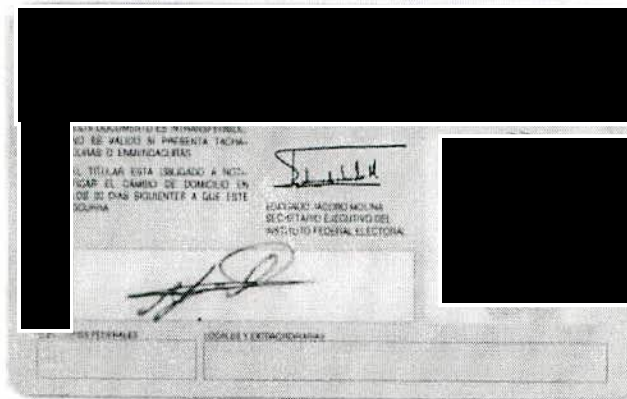 ESTE DOCUMENTO ES INTRANSFERIBLE,
NO ES VALIDO SI PRESENTA TACHA-
DURAS O ENMENDADURAS
EL TITULAR ESTA OBLIGADO A NOTI-
FICAR EL CAMBIO DE DOMICILIO EN
LOS 30 DIAS SIGUIENTES A QUE ESTE
OCURRA
EDMUNDO JACOBO MOLINA
SECRETARIO EJECUTIVO DEL
INSTITUTO FEDERAL ELECTORAL
FEDERALES
LOCALES Y EXTRAORDINARIAS